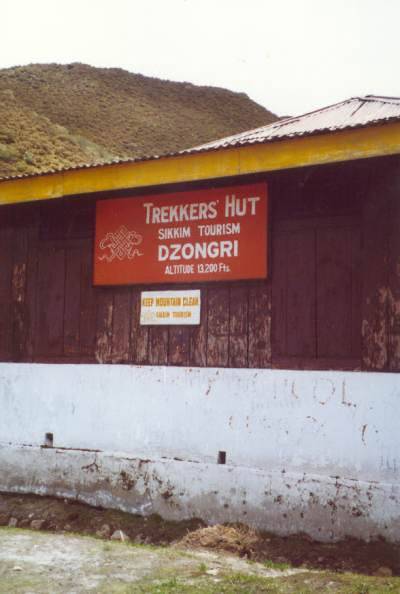 TREKKERS' HUT
SIKKIM TOURISM
DZONGRI
ALTITUDE 13,200 Fts.
KEEP MOUNTAIN CLEAN
SIKKIM TOURISM